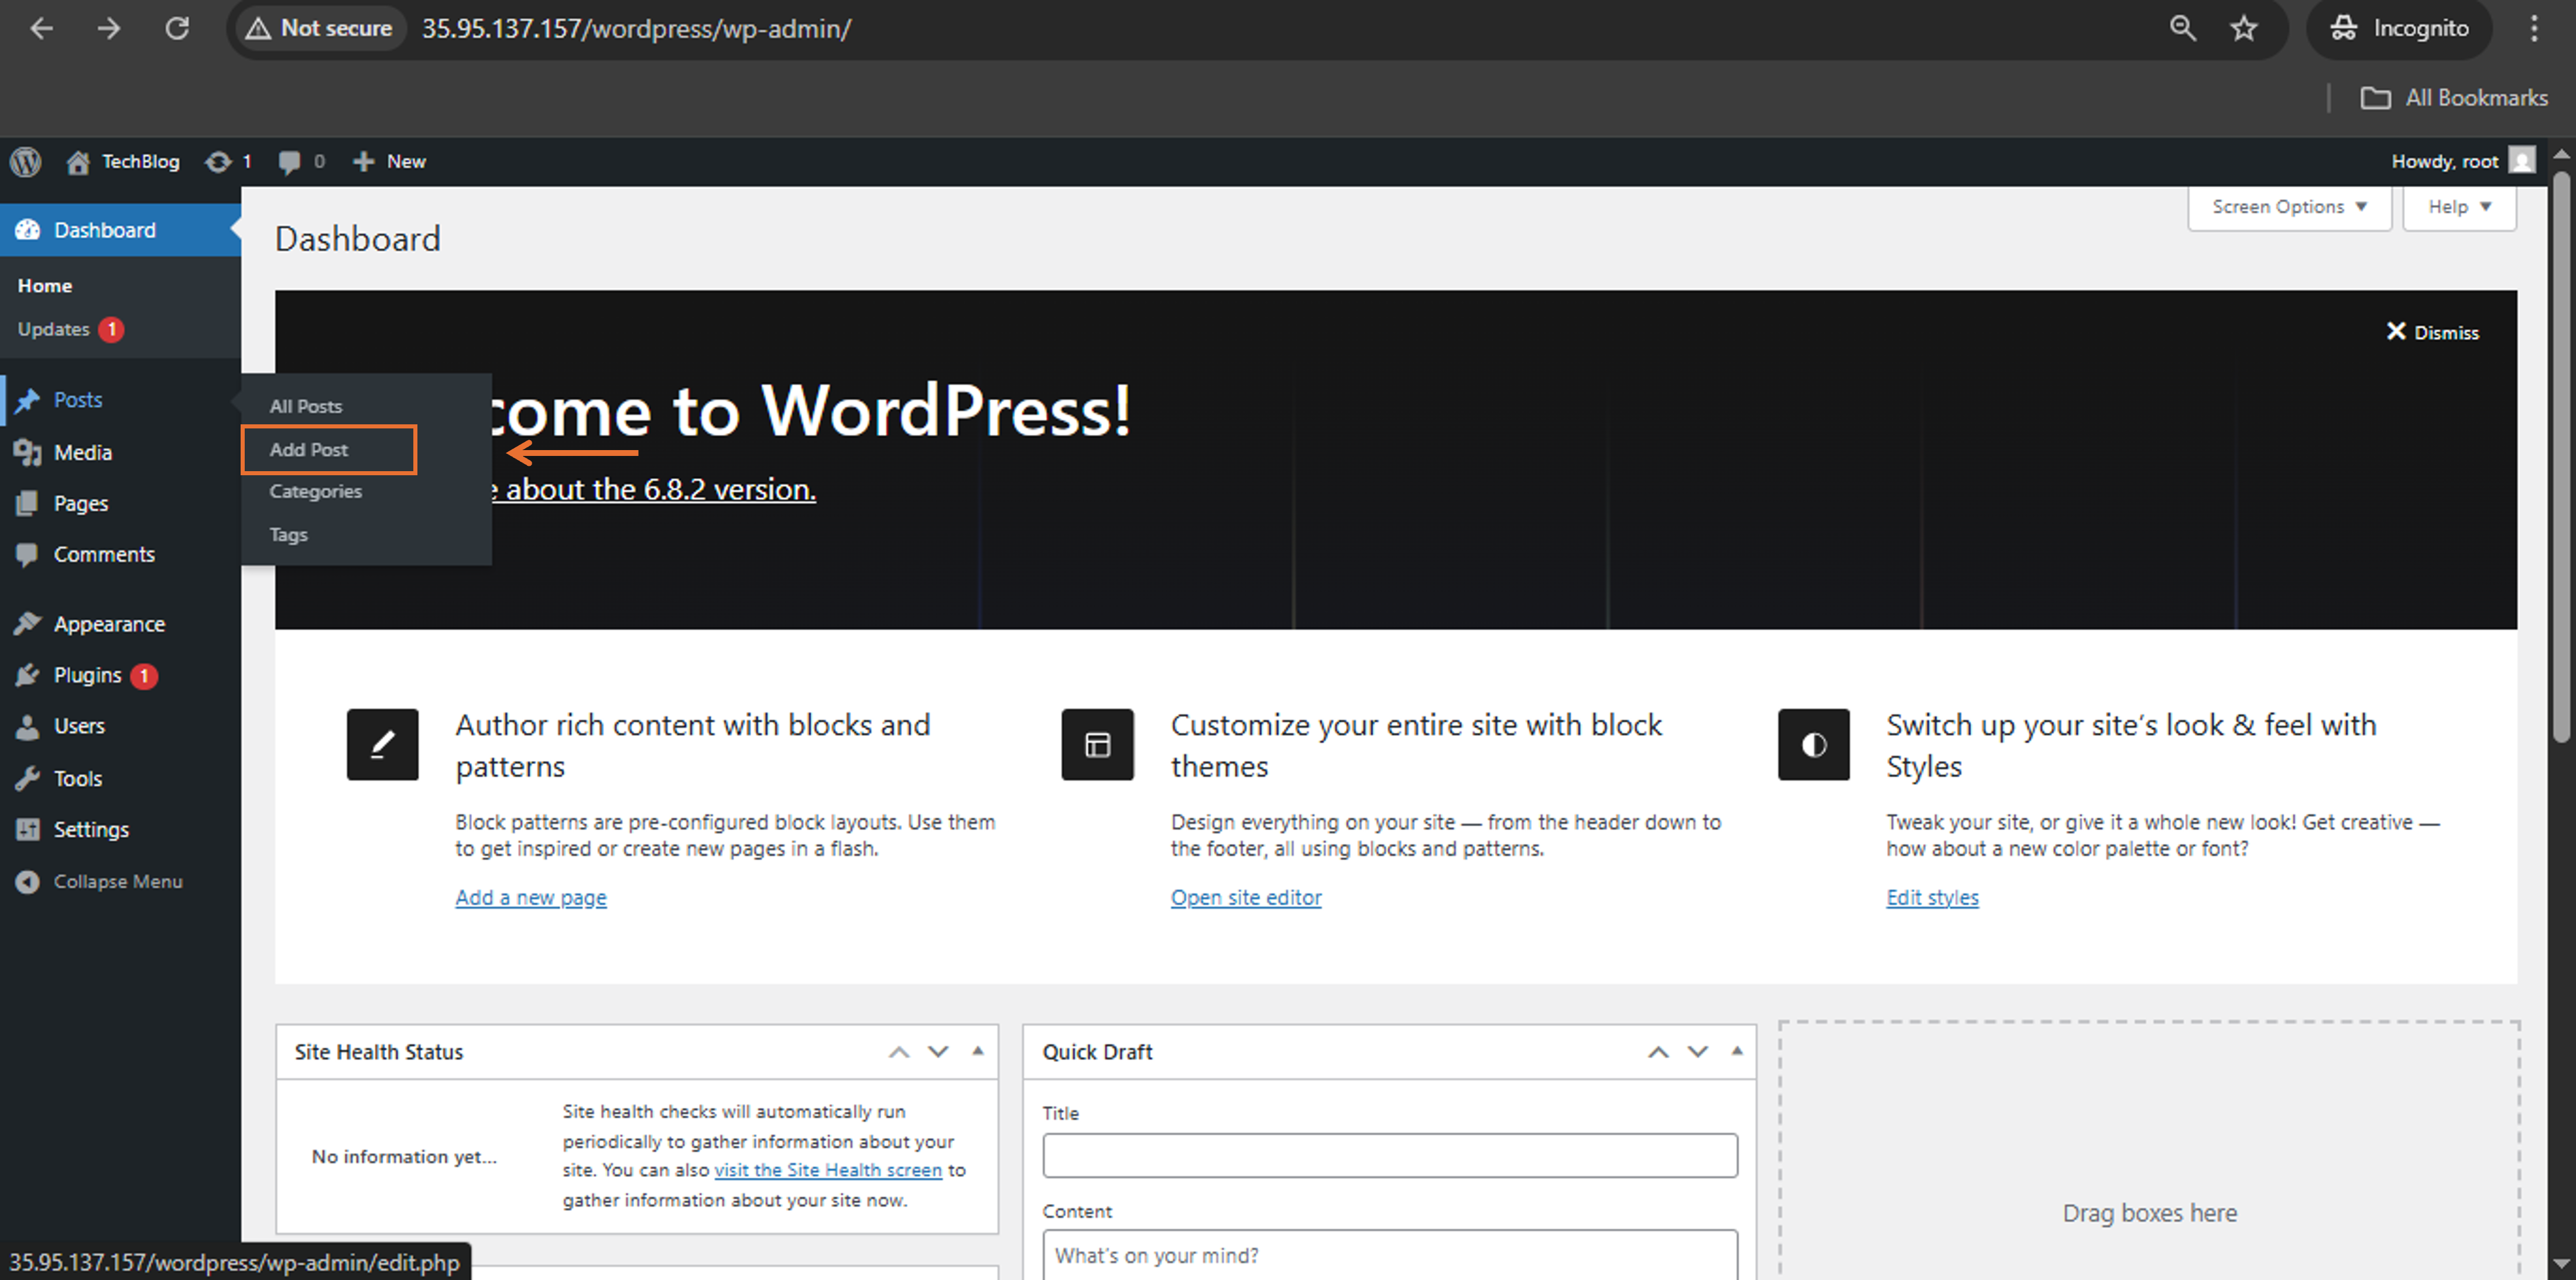 Not secure 35.95.137.157/wordpress/wp-admin/
Incognito
All Bookmarks
TechBlog 1 0 New
Howdy, root
Dashboard
Home
Updates 1
Posts
Media
Pages
Comments
Appearance
Plugins 1
Users
Tools
Settings
Collapse Menu
All Posts
Add Post
Categories
Tags
Screen Options
Help
Dashboard
Dismiss
come to WordPress!
e about the 6.8.2 version.
Author rich content with blocks and
patterns
Block patterns are pre-configured block layouts. Use them
to get inspired or create new pages in a flash.
Add a new page
Customize your entire site with block
themes
Design everything on your site — from the header down to
the footer, all using blocks and patterns.
Open site editor
Switch up your site’s look & feel with
Styles
Tweak your site, or give it a whole new look! Get creative —
how about a new color palette or font?
Edit styles
Site Health Status
No information yet...
Site health checks will automatically run
periodically to gather information about your
site. You can also visit the Site Health screen to
gather information about your site now.
Quick Draft
Title
Content
What’s on your mind?
Drag boxes here
35.95.137.157/wordpress/wp-admin/edit.php